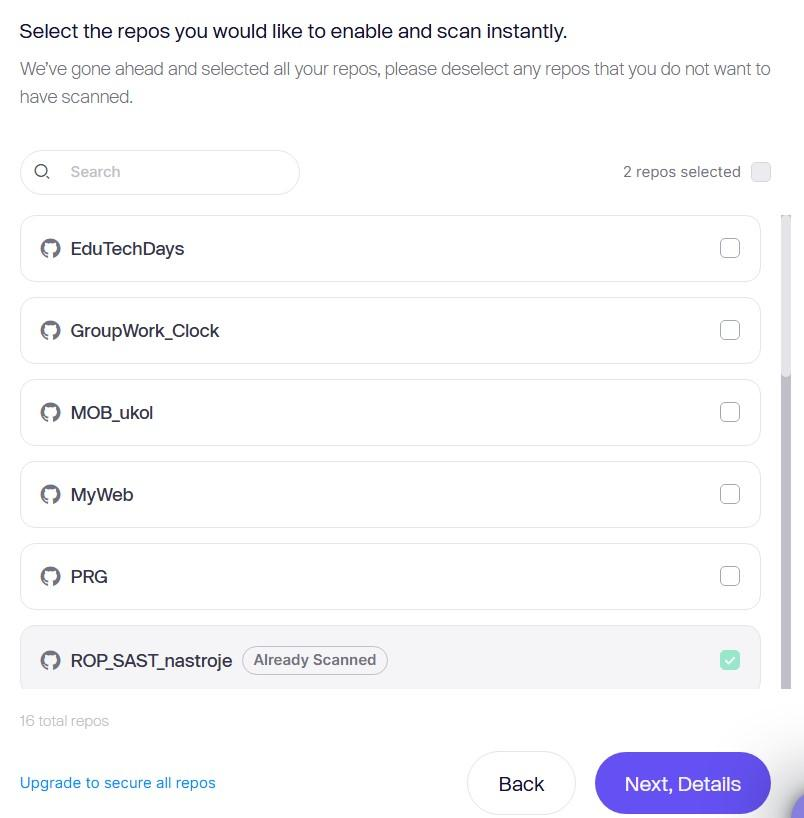 Select the repos you would like to enable and scan instantly.
We've gone ahead and selected all your repos, please deselect any repos that you do not want to
have scanned.
Search
2 repos selected
EduTechDays
GroupWork_Clock
MOB_ukol
MyWeb
PRG
ROP_SAST_nastroje Already Scanned
16 total repos
Upgrade to secure all repos
Back
Next, Details